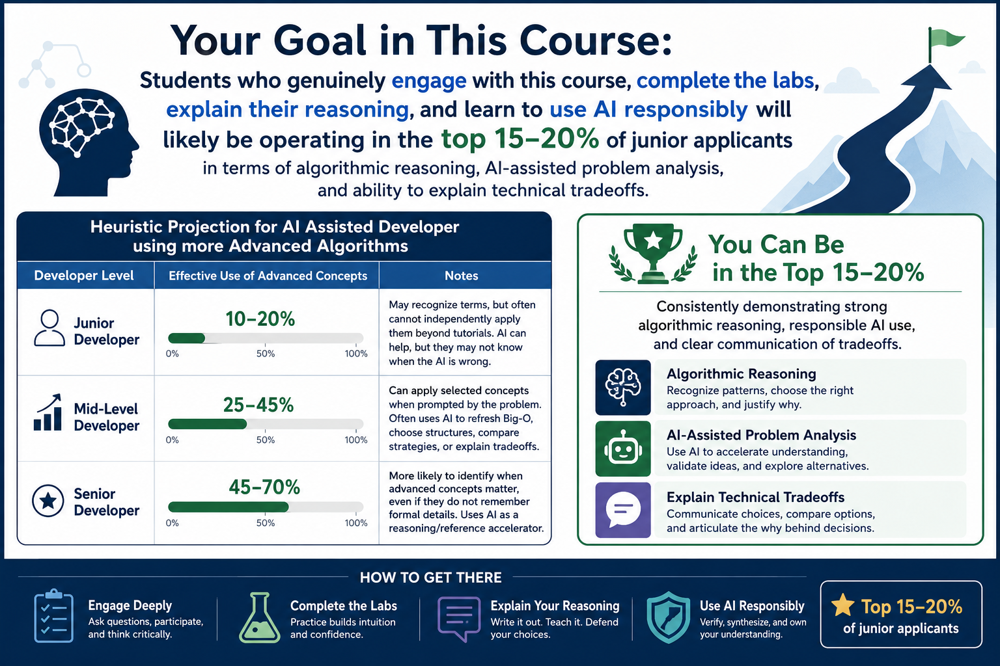 Your Goal in This Course:
Students who genuinely engage with this course, complete the labs,
explain their reasoning, and learn to use AI responsibly will
likely be operating in the top 15–20% of junior applicants
in terms of algorithmic reasoning, AI-assisted problem analysis,
and ability to explain technical tradeoffs.
Heuristic Projection for AI Assisted Developer
using more Advanced Algorithms
Developer Level
Effective Use of Advanced Concepts
Notes
Junior
Developer
10–20%
0% 50% 100%
May recognize terms, but often
cannot independently apply
them beyond tutorials. AI can
help, but they may not know
when the AI is wrong.
Mid-Level
Developer
25–45%
0% 50% 100%
Can apply selected concepts
when prompted by the problem.
Often uses AI to refresh Big-O,
choose structures, compare
strategies, or explain tradeoffs.
Senior
Developer
45–70%
0% 50% 100%
More likely to identify when
advanced concepts matter,
even if they do not remember
formal details. Uses AI as a
reasoning/reference accelerator.
You Can Be
in the Top 15–20%
Consistently demonstrating strong
algorithmic reasoning, responsible AI use,
and clear communication of tradeoffs.
Algorithmic Reasoning
Recognize patterns, choose the right
approach, and justify why.
AI-Assisted Problem Analysis
Use AI to accelerate understanding,
validate ideas, and explore alternatives.
Explain Technical Tradeoffs
Communicate choices, compare options,
and articulate the why behind decisions.
HOW TO GET THERE
Engage Deeply
Ask questions, participate,
and think critically.
Complete the Labs
Practice builds intuition
and confidence.
Explain Your Reasoning
Write it out. Teach it. Defend
your choices.
Use AI Responsibly
Verify, synthesize, and own
your understanding.
Top 15–20%
of junior applicants